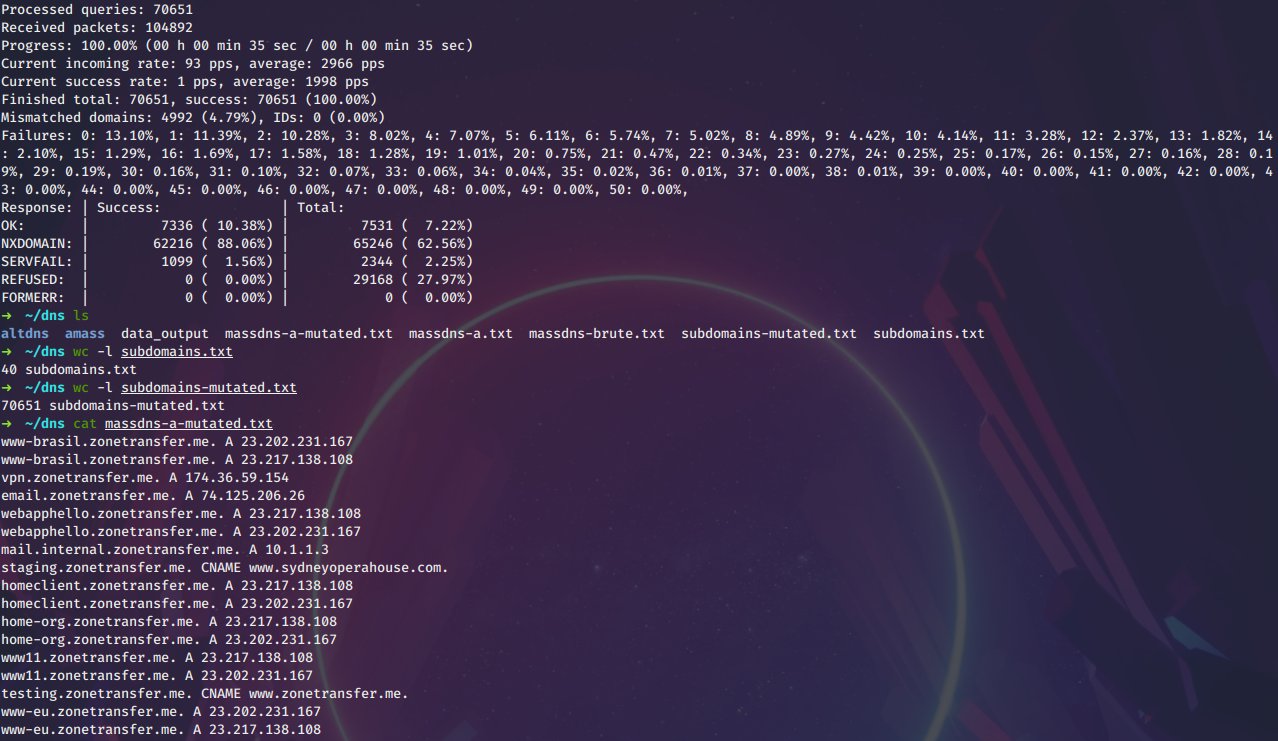 Processed queries: 70651
Received packets: 104892
Progress: 100.00% (00 h 00 min 35 sec / 00 h 00 min 35 sec)
Current incoming rate: 93 pps, average: 2966 pps
Current success rate: 1 pps, average: 1998 pps
Finished total: 70651, success: 70651 (100.00%)
Mismatched domains: 4992 (4.79%), IDs: 0 (0.00%)
Failures: 0: 13.10%, 1: 11.39%, 2: 10.28%, 3: 8.02%, 4: 7.07%, 5: 6.11%, 6: 5.74%, 7: 5.02%, 8: 4.89%, 9: 4.42%, 10: 4.14%, 11: 3.28%, 12: 2.37%, 13: 1.82%, 14
: 2.10%, 15: 1.29%, 16: 1.69%, 17: 1.58%, 18: 1.28%, 19: 1.01%, 20: 0.75%, 21: 0.47%, 22: 0.34%, 23: 0.27%, 24: 0.25%, 25: 0.17%, 26: 0.15%, 27: 0.16%, 28: 0.1
9%, 29: 0.19%, 30: 0.16%, 31: 0.10%, 32: 0.07%, 33: 0.06%, 34: 0.04%, 35: 0.02%, 36: 0.01%, 37: 0.00%, 38: 0.01%, 39: 0.00%, 40: 0.00%, 41: 0.00%, 42: 0.00%, 4
3: 0.00%, 44: 0.00%, 45: 0.00%, 46: 0.00%, 47: 0.00%, 48: 0.00%, 49: 0.00%, 50: 0.00%,
Response: | Success:               | Total:
OK:       |         7336 ( 10.38%) |         7531 (  7.22%)
NXDOMAIN: |        62216 ( 88.06%) |        65246 ( 62.56%)
SERVFAIL: |         1099 (  1.56%) |         2344 (  2.25%)
REFUSED:  |            0 (  0.00%) |        29168 ( 27.97%)
FORMERR:  |            0 (  0.00%) |            0 (  0.00%)
→ ~/dns ls
altdns  amass  data_output  massdns-a-mutated.txt  massdns-a.txt  massdns-brute.txt  subdomains-mutated.txt  subdomains.txt
→ ~/dns wc -l subdomains.txt
40 subdomains.txt
→ ~/dns wc -l subdomains-mutated.txt
70651 subdomains-mutated.txt
→ ~/dns cat massdns-a-mutated.txt
www-brasil.zonetransfer.me. A 23.202.231.167
www-brasil.zonetransfer.me. A 23.217.138.108
vpn.zonetransfer.me. A 174.36.59.154
email.zonetransfer.me. A 74.125.206.26
webapphello.zonetransfer.me. A 23.217.138.108
webapphello.zonetransfer.me. A 23.202.231.167
mail.internal.zonetransfer.me. A 10.1.1.3
staging.zonetransfer.me. CNAME www.sydneyoperahouse.com.
homeclient.zonetransfer.me. A 23.217.138.108
homeclient.zonetransfer.me. A 23.202.231.167
home-org.zonetransfer.me. A 23.217.138.108
home-org.zonetransfer.me. A 23.202.231.167
www11.zonetransfer.me. A 23.217.138.108
www11.zonetransfer.me. A 23.202.231.167
testing.zonetransfer.me. CNAME www.zonetransfer.me.
www-eu.zonetransfer.me. A 23.202.231.167
www-eu.zonetransfer.me. A 23.217.138.108